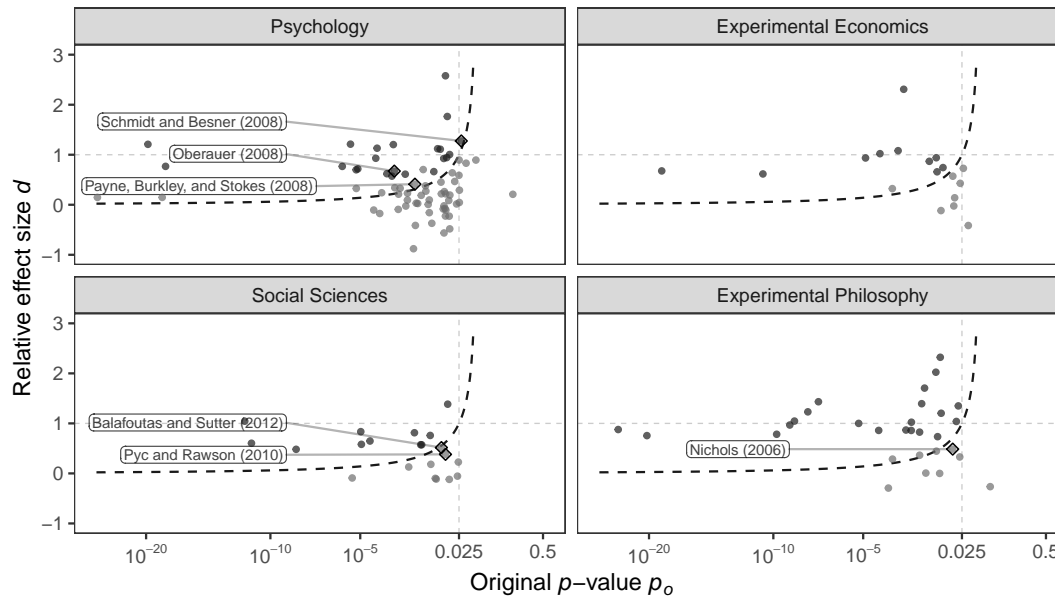 Psychology
Experimental Economics
3
2
1
0
−1
Schmidt and Besner (2008)
Oberauer (2008)
Payne, Burkley, and Stokes (2008)
Relative effect size d
Social Sciences
Experimental Philosophy
3
2
1
0
−1
Balafoutas and Sutter (2012)
Pyc and Rawson (2010)
Nichols (2006)
10⁻²⁰ 10⁻¹⁰ 10⁻⁵ 0.025 0.5
10⁻²⁰ 10⁻¹⁰ 10⁻⁵ 0.025 0.5
Original p−value pₒ